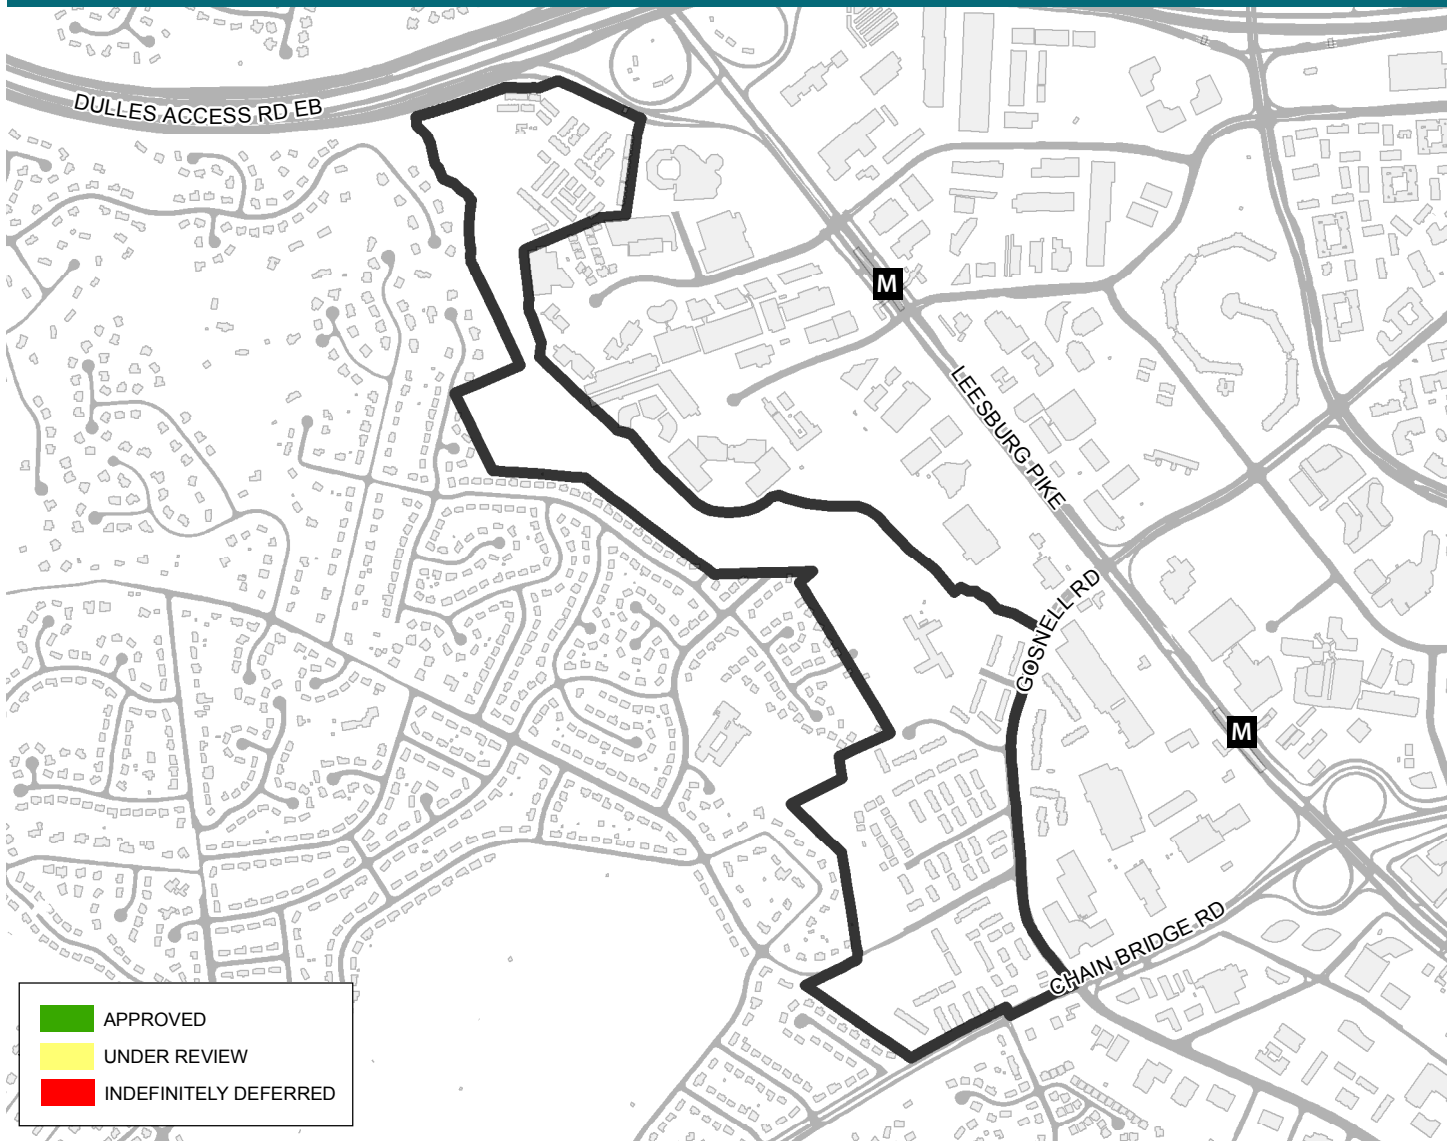 DULLES ACCESS RD EB
M
LEESBURG PIKE
GOSNELL RD
M
CHAIN BRIDGE RD
APPROVED
UNDER REVIEW
INDEFINITELY DEFERRED